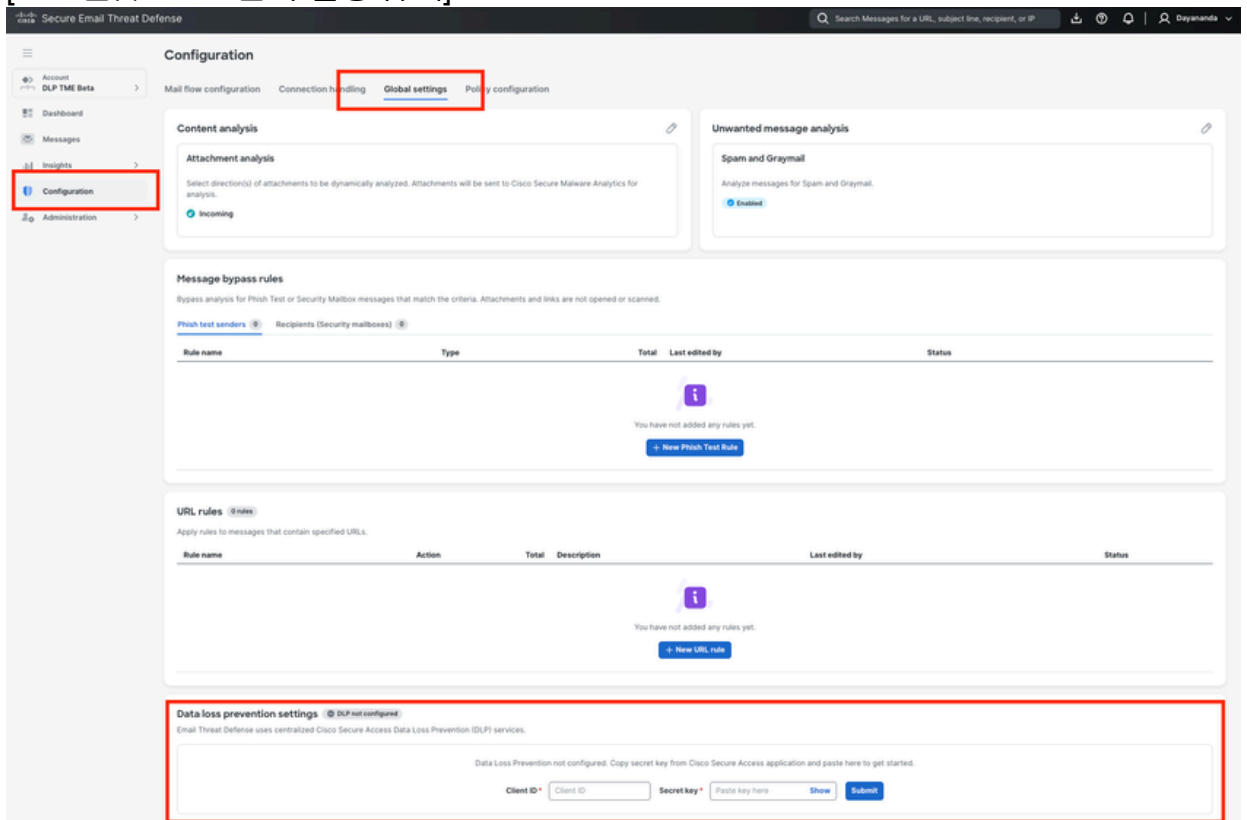 Secure Email Threat Defense
Search Messages for a URL, subject line, recipient, or IP
Dayananda
Configuration
Account
DLP TME Beta
Mail flow configuration Connection handling Global settings Policy configuration
Dashboard
Messages
Insights
Configuration
Administration
Content analysis
Attachment analysis
Select direction(s) of attachments to be dynamically analyzed. Attachments will be sent to Cisco Secure Malware Analytics for
analysis.
Incoming
Unwanted message analysis
Spam and Graymail
Analyze messages for Spam and Graymail.
Enabled
Message bypass rules
Bypass analysis for Phish Test or Security Mailbox messages that match the criteria. Attachments and links are not opened or scanned.
Phish test senders 0 Recipients (Security mailboxes) 0
Rule name Type Total Last edited by Status
You have not added any rules yet.
+ New Phish Test Rule
URL rules 0 rules
Apply rules to messages that contain specified URLs.
Rule name Action Total Description Last edited by Status
You have not added any rules yet.
+ New URL rule
Data loss prevention settings DLP not configured
Email Threat Defense uses centralized Cisco Secure Access Data Loss Prevention (DLP) services.
Data Loss Prevention not configured. Copy secret key from Cisco Secure Access application and paste here to get started.
Client ID* Client ID Secret key* Paste key here Show Submit